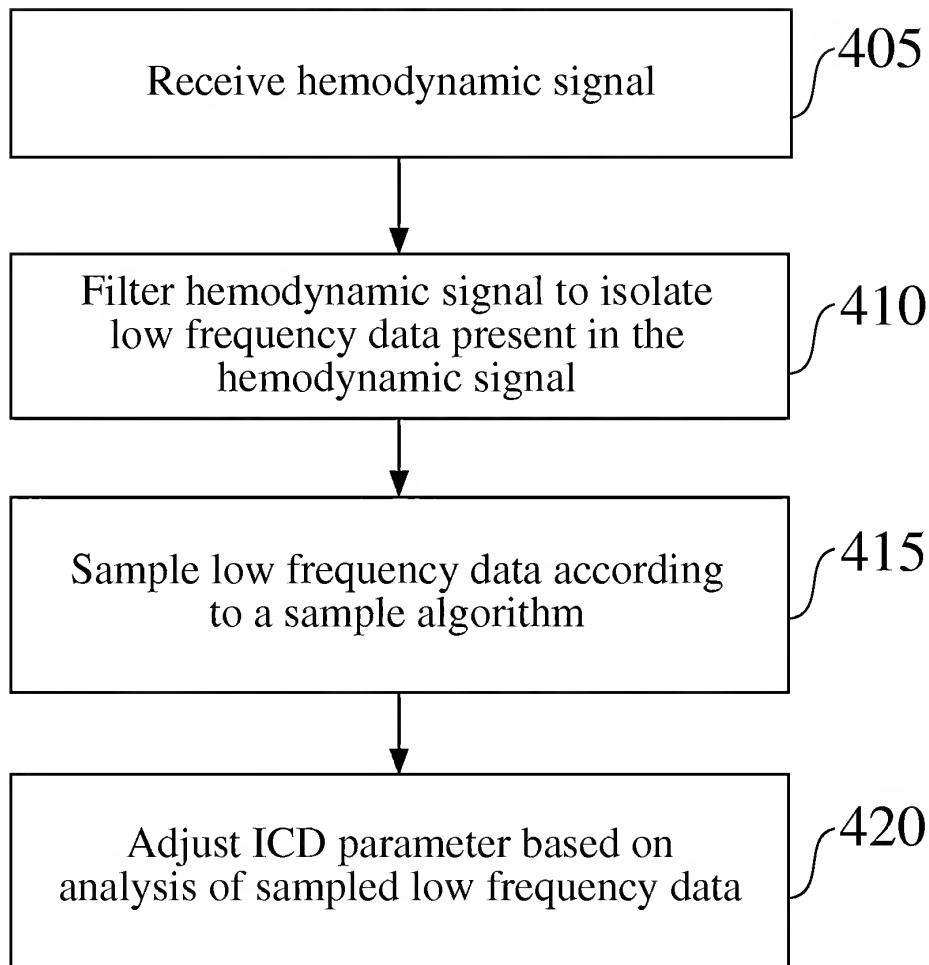 Receive hemodynamic signal
405
Filter hemodynamic signal to isolate
low frequency data present in the
hemodynamic signal
410
Sample low frequency data according
to a sample algorithm
415
Adjust ICD parameter based on
analysis of sampled low frequency data
420